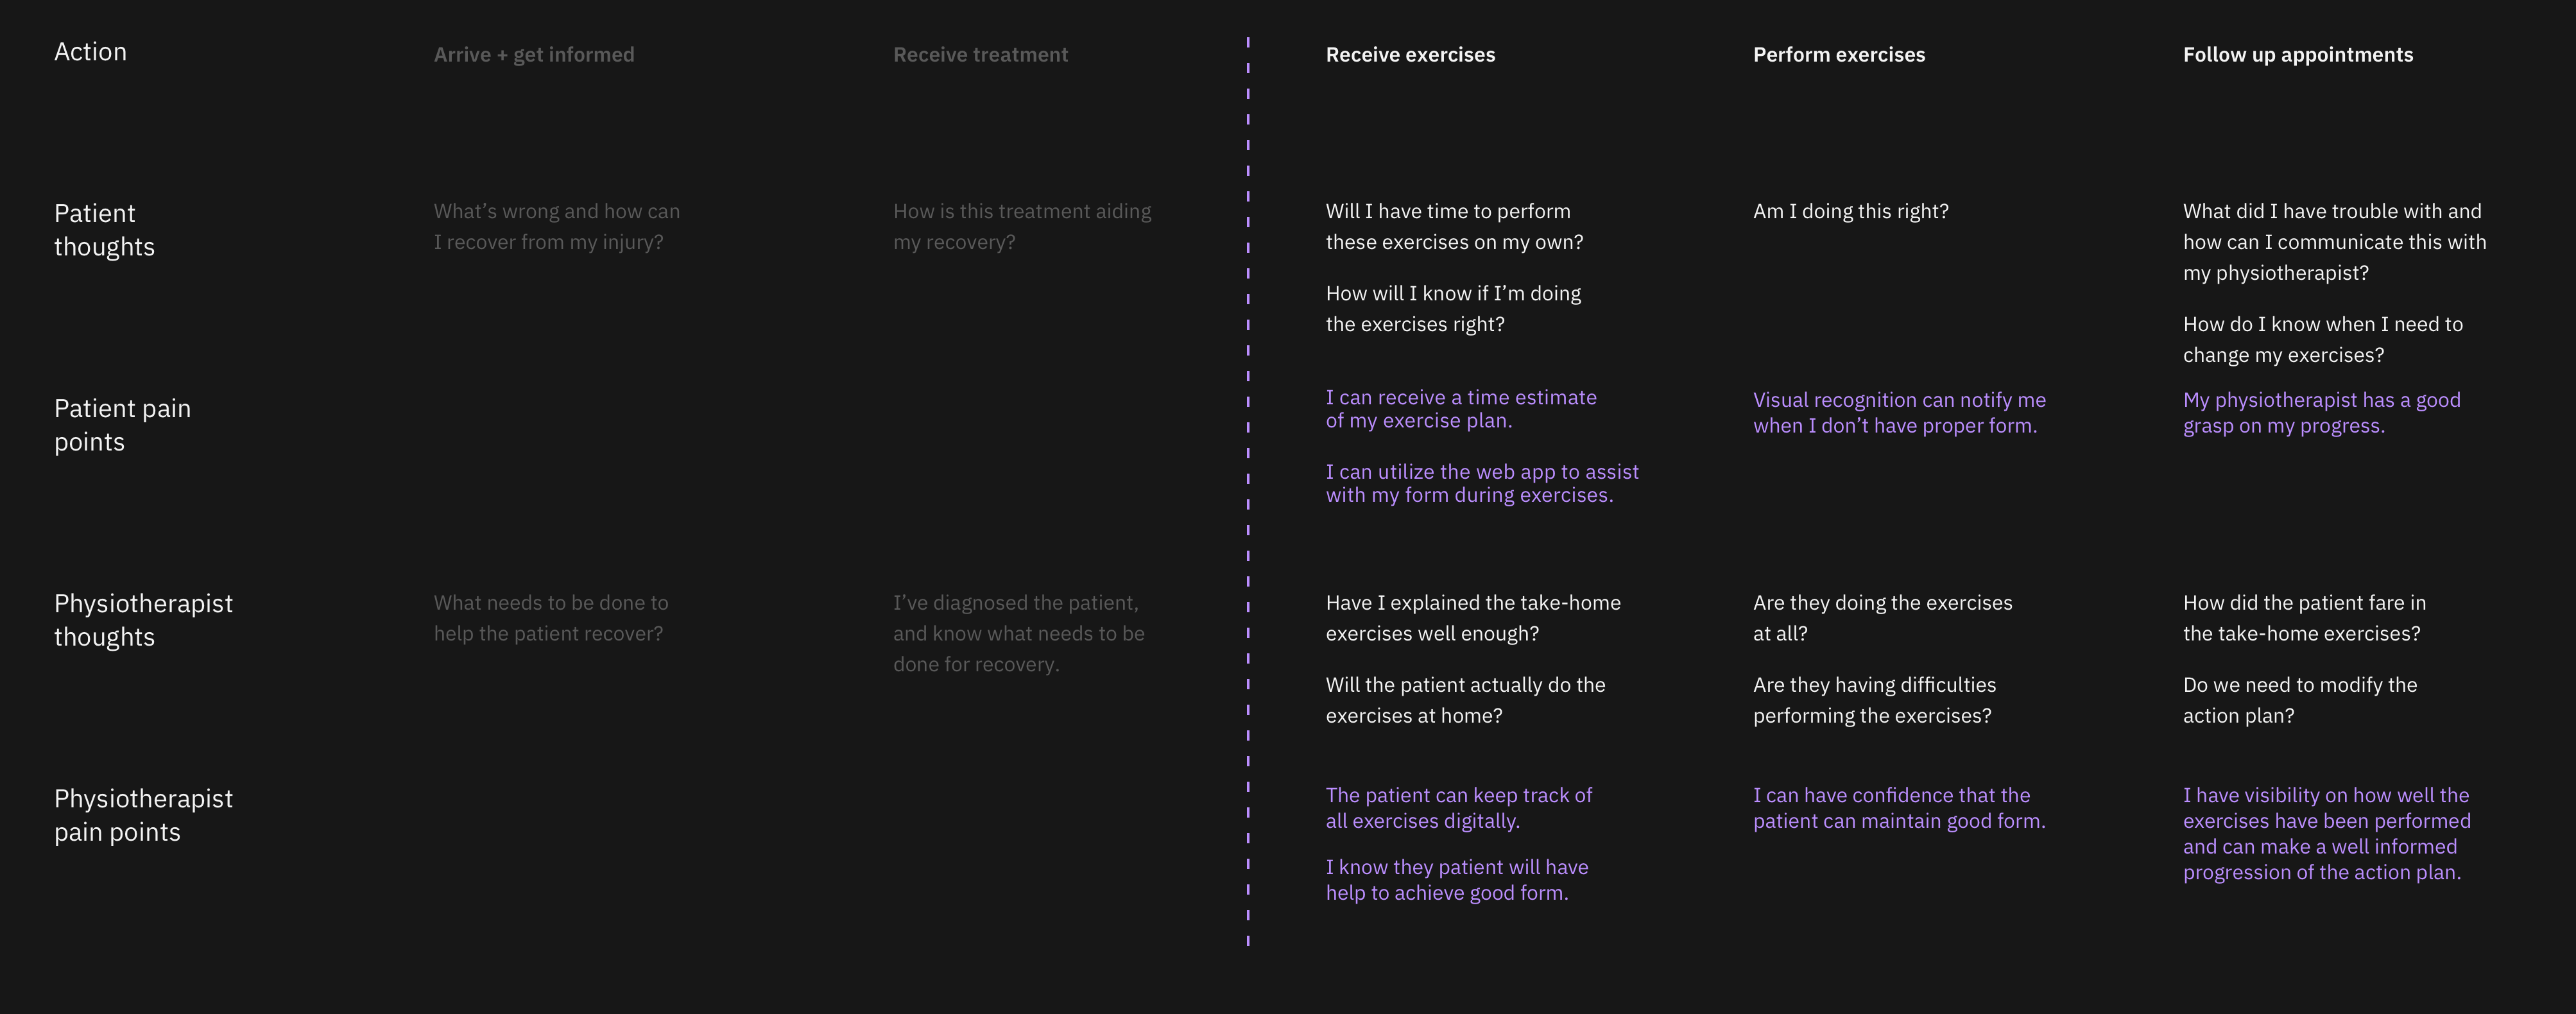 Action
Arrive + get informed
Receive treatment
Receive exercises
Perform exercises
Follow up appointments
Patient
thoughts
What’s wrong and how can
I recover from my injury?
How is this treatment aiding
my recovery?
Will I have time to perform
these exercises on my own?
How will I know if I’m doing
the exercises right?
Am I doing this right?
What did I have trouble with and
how can I communicate this with
my physiotherapist?
How do I know when I need to
change my exercises?
Patient pain
points
I can receive a time estimate
of my exercise plan.
I can utilize the web app to assist
with my form during exercises.
Visual recognition can notify me
when I don’t have proper form.
My physiotherapist has a good
grasp on my progress.
Physiotherapist
thoughts
What needs to be done to
help the patient recover?
I’ve diagnosed the patient,
and know what needs to be
done for recovery.
Have I explained the take-home
exercises well enough?
Will the patient actually do the
exercises at home?
Are they doing the exercises
at all?
Are they having difficulties
performing the exercises?
How did the patient fare in
the take-home exercises?
Do we need to modify the
action plan?
Physiotherapist
pain points
The patient can keep track of
all exercises digitally.
I know they patient will have
help to achieve good form.
I can have confidence that the
patient can maintain good form.
I have visibility on how well the
exercises have been performed
and can make a well informed
progression of the action plan.